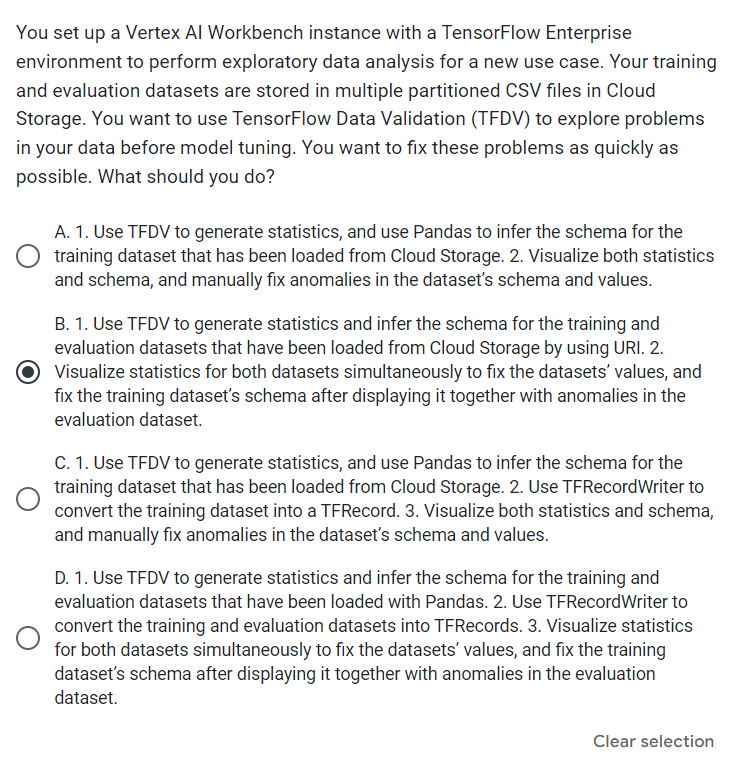 You set up a Vertex AI Workbench instance with a TensorFlow Enterprise
environment to perform exploratory data analysis for a new use case. Your training
and evaluation datasets are stored in multiple partitioned CSV files in Cloud
Storage. You want to use TensorFlow Data Validation (TFDV) to explore problems
in your data before model tuning. You want to fix these problems as quickly as
possible. What should you do?
A. 1. Use TFDV to generate statistics, and use Pandas to infer the schema for the
training dataset that has been loaded from Cloud Storage. 2. Visualize both statistics
and schema, and manually fix anomalies in the dataset's schema and values.
B. 1. Use TFDV to generate statistics and infer the schema for the training and
evaluation datasets that have been loaded from Cloud Storage by using URI. 2.
Visualize statistics for both datasets simultaneously to fix the datasets' values, and
fix the training dataset's schema after displaying it together with anomalies in the
evaluation dataset.
C. 1. Use TFDV to generate statistics, and use Pandas to infer the schema for the
training dataset that has been loaded from Cloud Storage. 2. Use TFRecordWriter to
convert the training dataset into a TFRecord. 3. Visualize both statistics and schema,
and manually fix anomalies in the dataset's schema and values.
D. 1. Use TFDV to generate statistics and infer the schema for the training and
evaluation datasets that have been loaded with Pandas. 2. Use TFRecordWriter to
convert the training and evaluation datasets into TFRecords. 3. Visualize statistics
for both datasets simultaneously to fix the datasets' values, and fix the training
dataset's schema after displaying it together with anomalies in the evaluation
dataset.
Clear selection